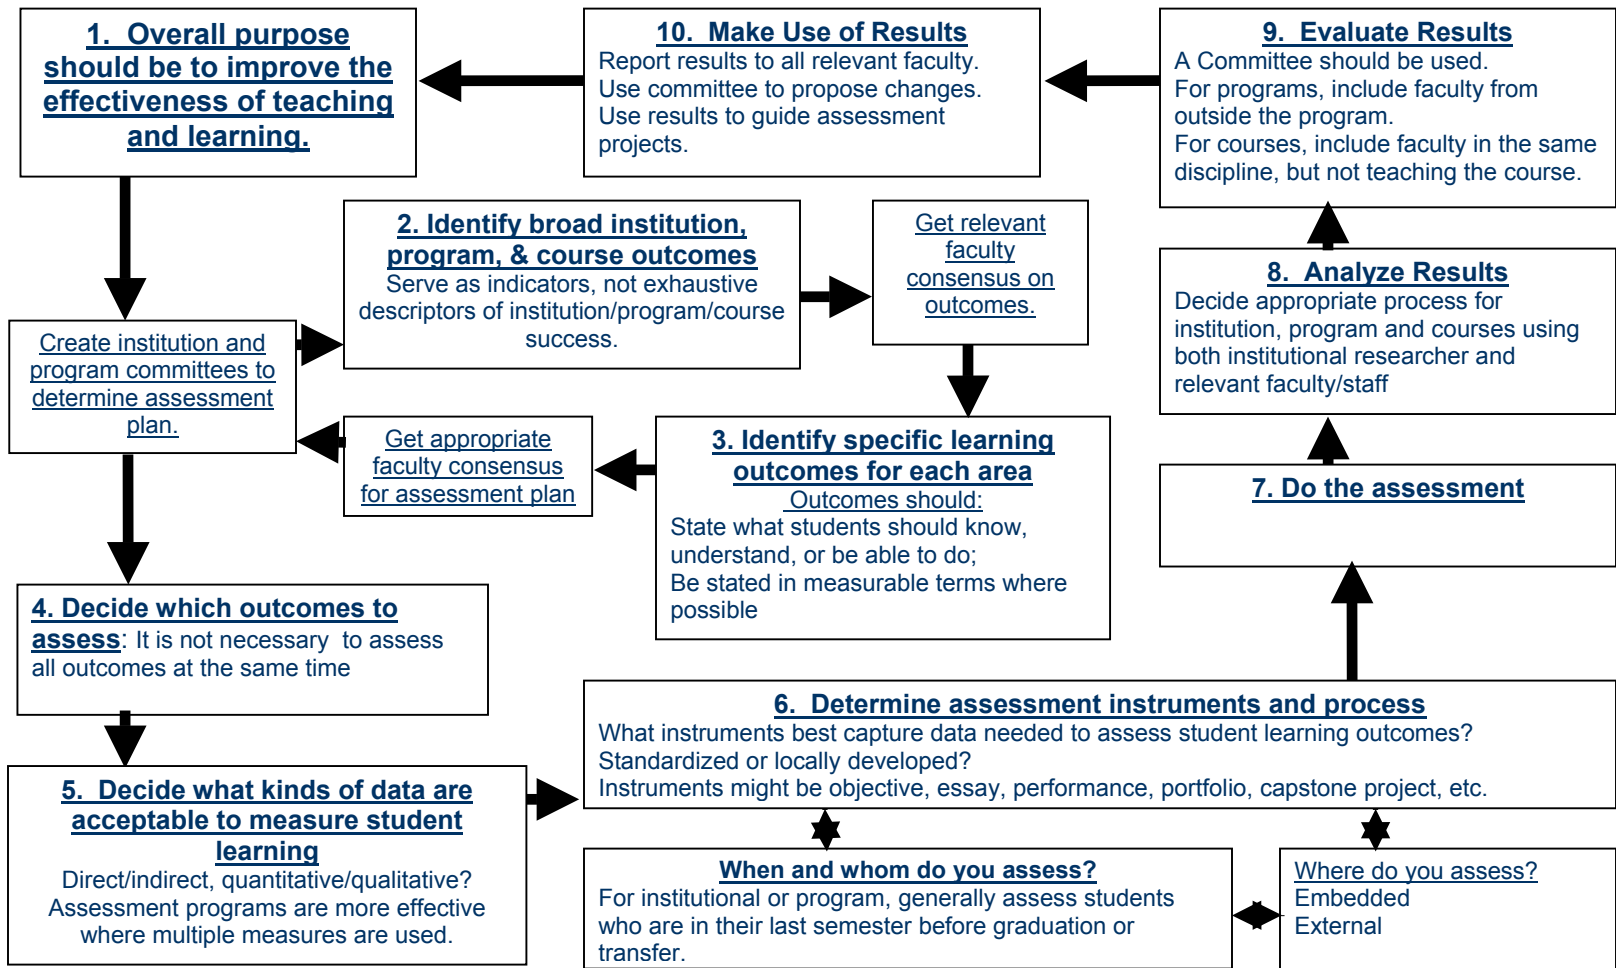 1. Overall purpose
should be to improve the
effectiveness of teaching
and learning.
10. Make Use of Results
Report results to all relevant faculty.
Use committee to propose changes.
Use results to guide assessment
projects.
9. Evaluate Results
A Committee should be used.
For programs, include faculty from
outside the program.
For courses, include faculty in the same
discipline, but not teaching the course.
2. Identify broad institution,
program, & course outcomes
Serve as indicators, not exhaustive
descriptors of institution/program/course
success.
Get relevant
faculty
consensus on
outcomes.
8. Analyze Results
Decide appropriate process for
institution, program and courses using
both institutional researcher and
relevant faculty/staff
Create institution and
program committees to
determine assessment
plan.
Get appropriate
faculty consensus
for assessment plan
3. Identify specific learning
outcomes for each area
Outcomes should:
State what students should know,
understand, or be able to do;
Be stated in measurable terms where
possible
7. Do the assessment
4. Decide which outcomes to
assess: It is not necessary to assess
all outcomes at the same time
6. Determine assessment instruments and process
What instruments best capture data needed to assess student learning outcomes?
Standardized or locally developed?
Instruments might be objective, essay, performance, portfolio, capstone project, etc.
5. Decide what kinds of data are
acceptable to measure student
learning
Direct/indirect, quantitative/qualitative?
Assessment programs are more effective
where multiple measures are used.
When and whom do you assess?
For institutional or program, generally assess students
who are in their last semester before graduation or
transfer.
Where do you assess?
Embedded
External